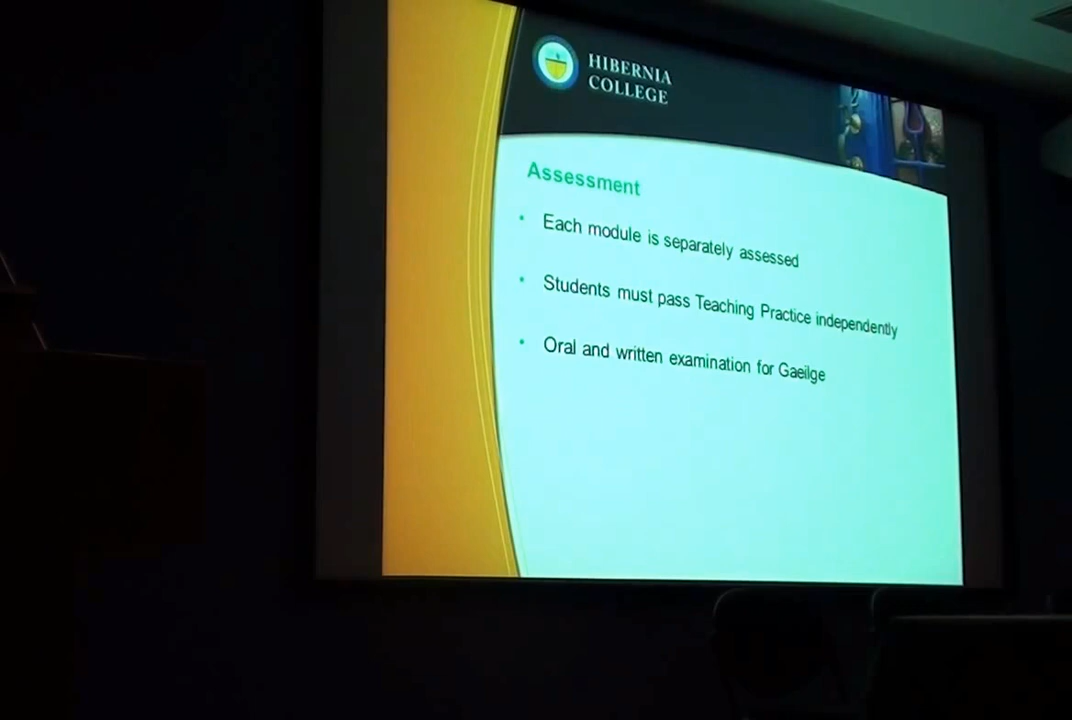 HIBERNIA
COLLEGE
Assessment
• Each module is separately assessed
• Students must pass Teaching Practice independently
• Oral and written examination for Gaeilge